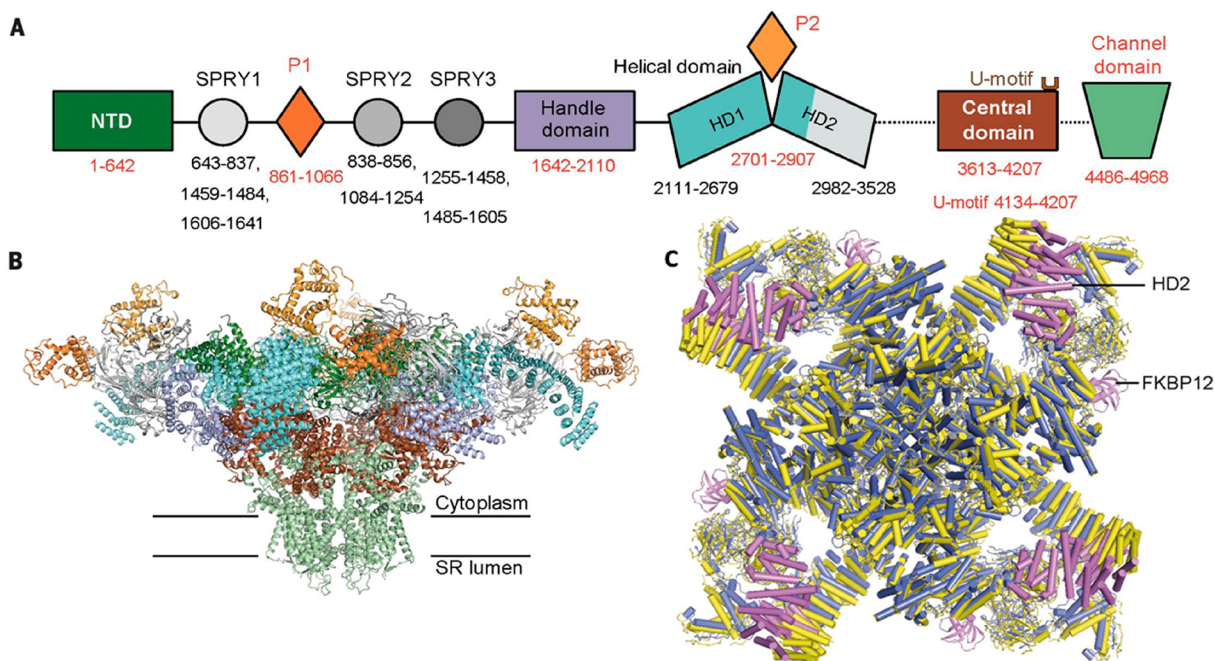 A
P2
Channel
domain
SPRY1
P1
SPRY2
SPRY3
Helical domain
U-motif
U
NTD
Handle
domain
HD1
HD2
Central
domain
1-642
643-837,
1459-1484,
1606-1641
861-1066
838-856,
1084-1254
1255-1458,
1485-1605
1642-2110
2111-2679
2701-2907
2982-3528
3613-4207
U-motif 4134-4207
4486-4968
B
Cytoplasm
SR lumen
C
HD2
FKBP12